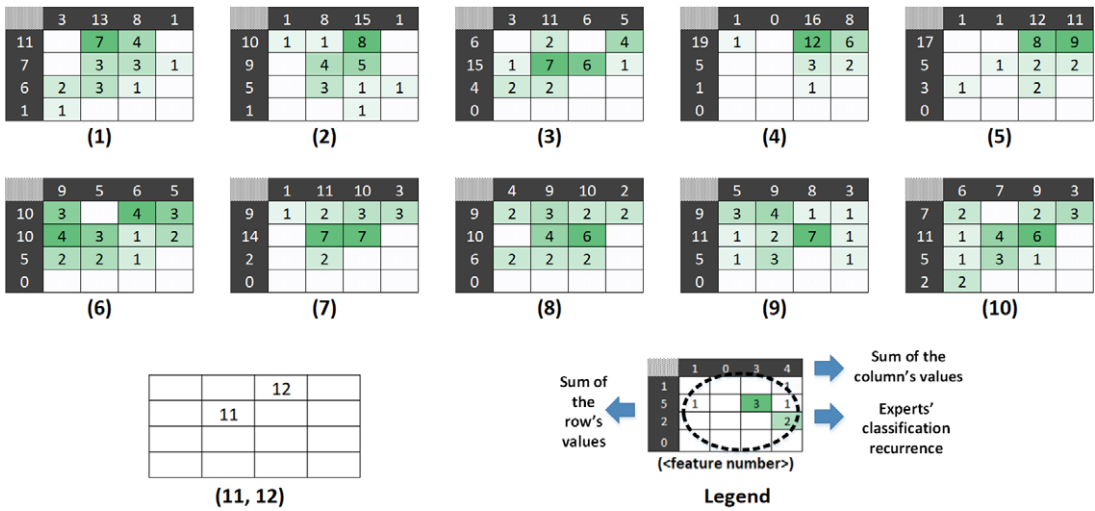 3 13 8 1
11 7 4
7 3 3 1
6 2 3 1
1 1
(1)
1 8 15 1
10 1 1 8
9 4 5
5 3 1 1
1 1
(2)
3 11 6 5
6 2 4
15 1 7 6 1
4 2 2
0
(3)
1 0 16 8
19 1 12 6
5 3 2
1 1
0
(4)
1 1 12 11
17 8 9
5 1 2 2
3 1 2
0
(5)
9 5 6 5
10 3 4 3
10 4 3 1 2
5 2 2 1
0
(6)
1 11 10 3
9 1 2 3 3
14 7 7
2 2
0
(7)
4 9 10 2
9 2 3 2 2
10 4 6
6 2 2 2
0
(8)
5 9 8 3
9 3 4 1 1
11 1 2 7 1
5 1 3 1
0
(9)
6 7 9 3
7 2 2 3
11 1 4 6
5 1 3 1
2 2
(10)
12
11
(11, 12)
Sum of
the
row's
values
1 0 3 4
1 1
5 1 3 1
2 2
0
(<feature number>)
Sum of the
column's values
Experts'
classification
recurrence
Legend